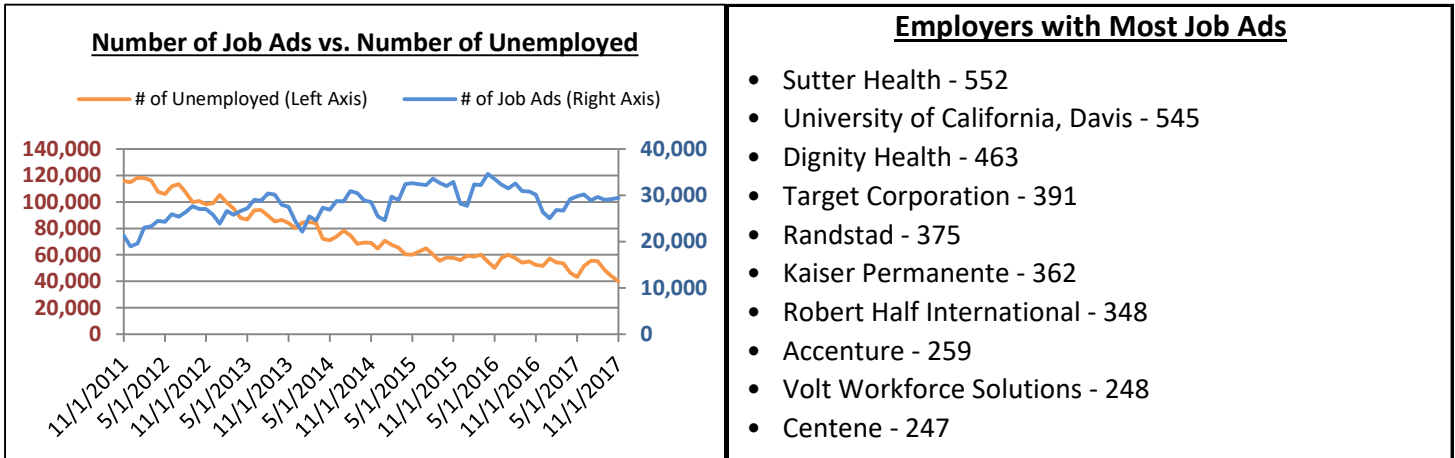 Number of Job Ads vs. Number of Unemployed
# of Unemployed (Left Axis)
# of Job Ads (Right Axis)
140,000
120,000
100,000
80,000
60,000
40,000
20,000
0
40,000
30,000
20,000
10,000
0
11/1/2011
5/1/2012
11/1/2012
5/1/2013
11/1/2013
5/1/2014
11/1/2014
5/1/2015
11/1/2015
5/1/2016
11/1/2016
5/1/2017
11/1/2017
Employers with Most Job Ads
• Sutter Health - 552
• University of California, Davis - 545
• Dignity Health - 463
• Target Corporation - 391
• Randstad - 375
• Kaiser Permanente - 362
• Robert Half International - 348
• Accenture - 259
• Volt Workforce Solutions - 248
• Centene - 247